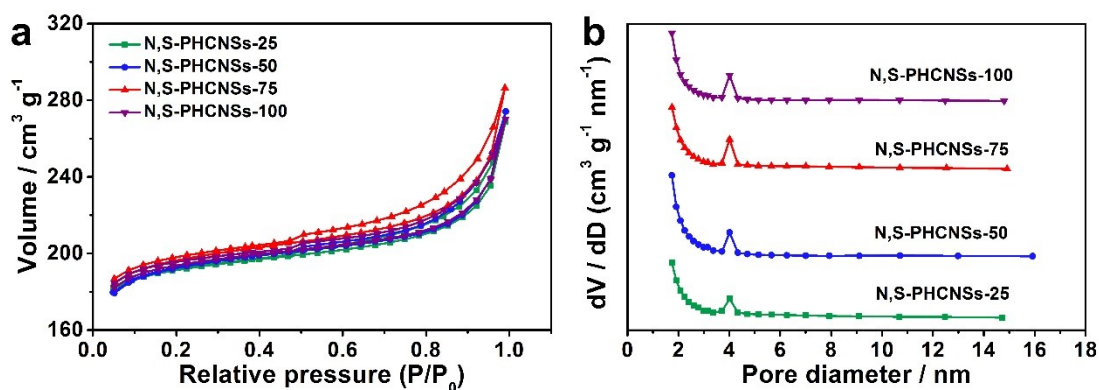 a
320
280
240
200
160
Volume / cm³ g⁻¹
N,S-PHCNSs-25
N,S-PHCNSs-50
N,S-PHCNSs-75
N,S-PHCNSs-100
0.0 0.2 0.4 0.6 0.8 1.0
Relative pressure (P/P₀)
b
dV / dD (cm³ g⁻¹ nm⁻¹)
N,S-PHCNSs-100
N,S-PHCNSs-75
N,S-PHCNSs-50
N,S-PHCNSs-25
0 2 4 6 8 10 12 14 16 18
Pore diameter / nm